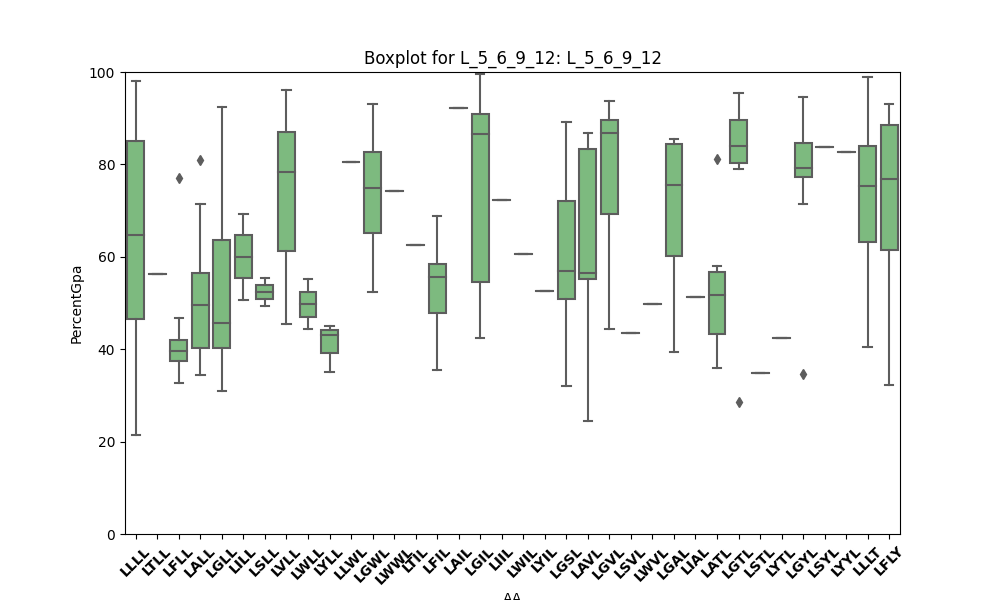 Boxplot for L_5_6_9_12: L_5_6_9_12
PercentGpa
100
80
60
40
20
0
LLLL LTLL LFLL LALL LGLL LILL LSLL LVLL LWLL LYLL LLWL LGWL LWWL LTIL LFIL LAIL LGIL LIIL LWIL LYIL LGSL LAVL LGVL LSVL LWVL LGAL LIAL LATL LGTL LSTL LYTL LGYL LSYL LYYL LLLT LFLY
AA